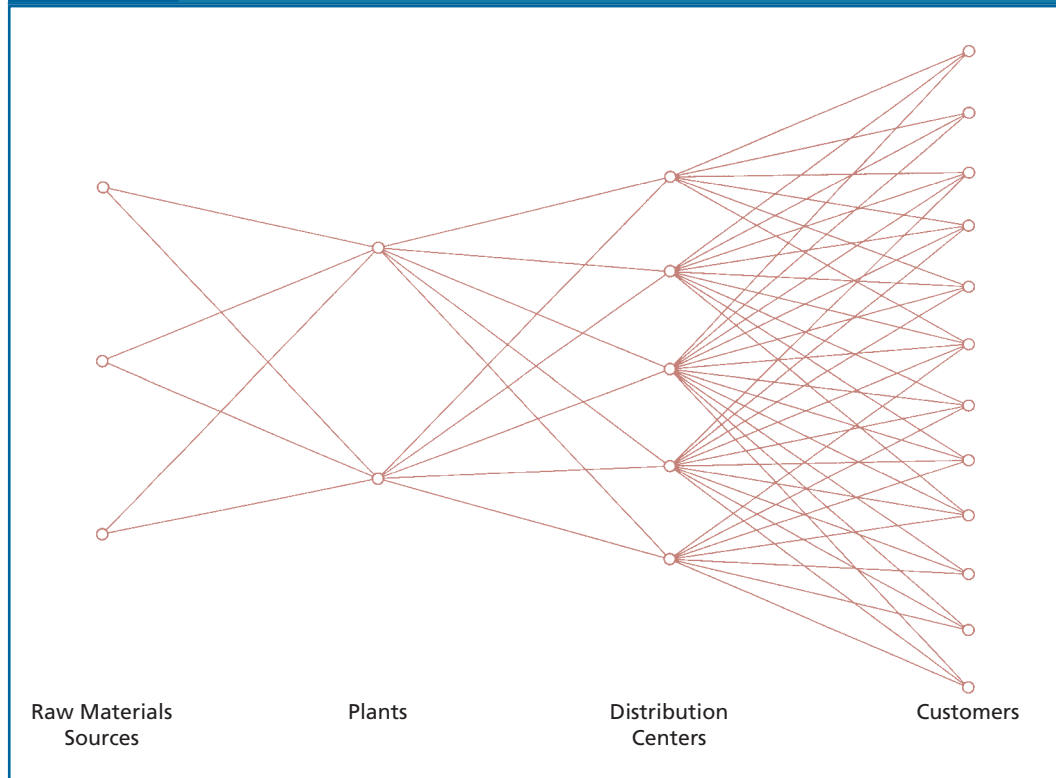 Raw Materials
Sources
Plants
Distribution
Centers
Customers